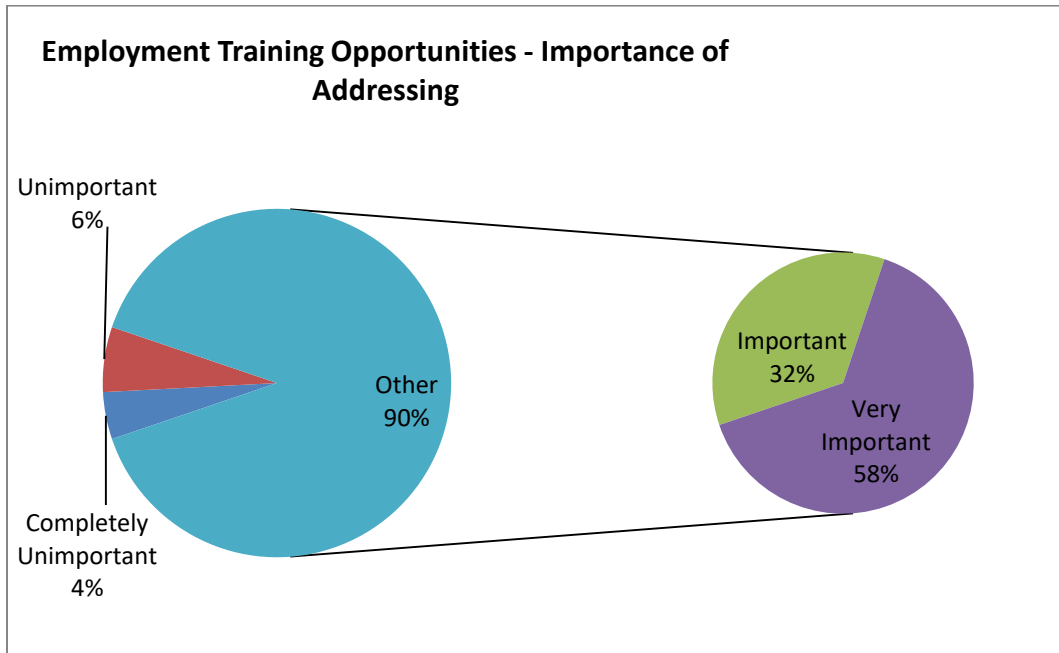 Employment Training Opportunities - Importance of
Addressing
Unimportant
6%
Other
90%
Completely
Unimportant
4%
Important
32%
Very
Important
58%